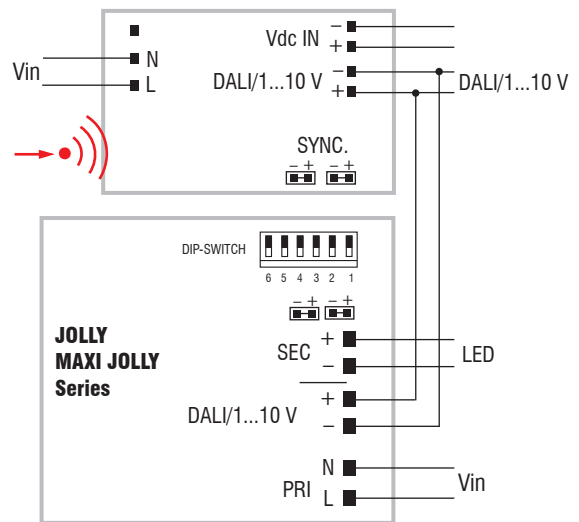 Vdc IN
−
+
N
L
Vin
DALI/1...10 V
−
+
DALI/1...10 V
SYNC.
− + − +
DIP-SWITCH
6 5 4 3 2 1
− + − +
JOLLY
MAXI JOLLY
Series
SEC
+
−
LED
DALI/1...10 V
+
−
PRI
N
L
Vin